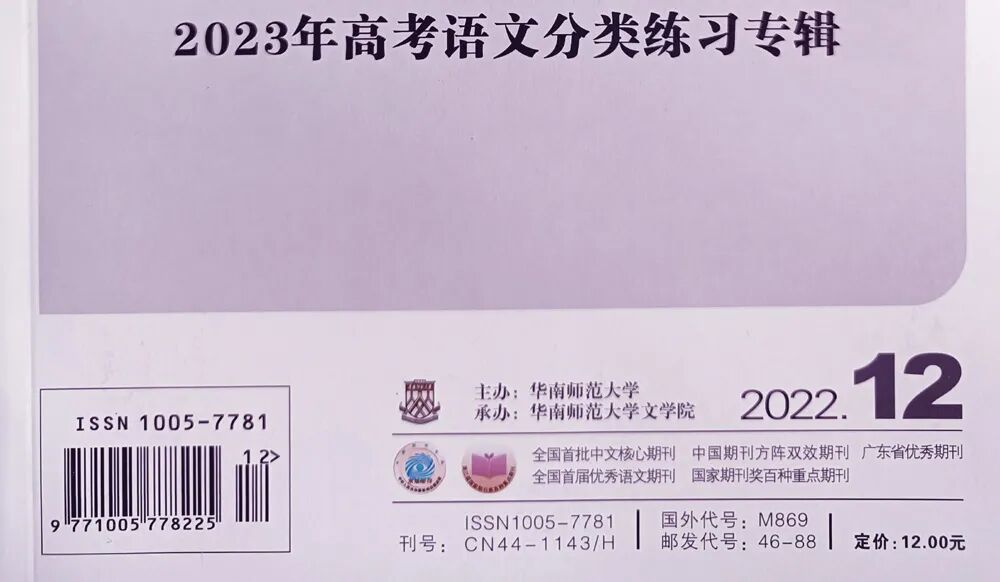 2023年高考语文分类练习专辑
ISSN 1005-7781
12>
9 771005 778225
主办：华南师范大学
承办：华南师范大学文学院
2022.12
全国首批中文核心期刊 中国期刊方阵双效期刊 广东省优秀期刊
全国首届优秀语文期刊 国家期刊奖百种重点期刊
刊号：
ISSN1005-7781
CN44-1143/H
国外代号：M869
邮发代号：46-88
定价：12.00元